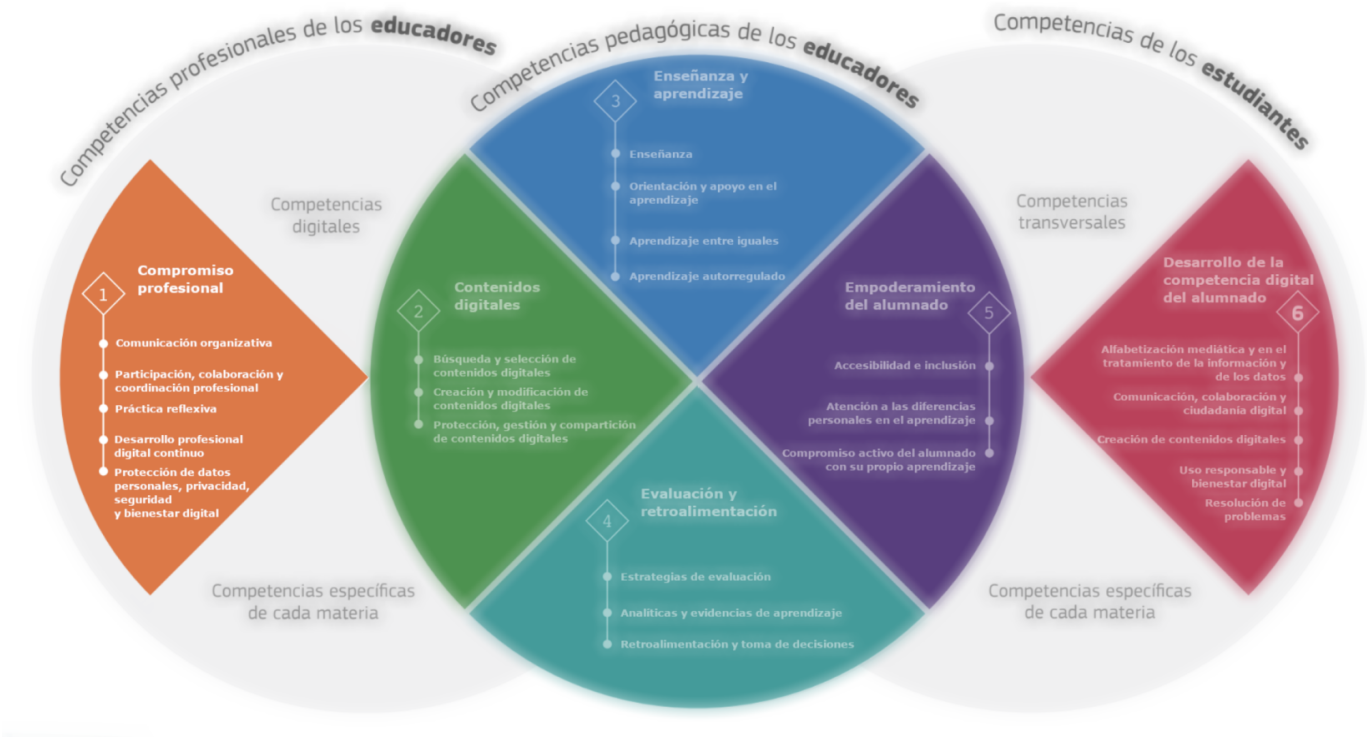 Competencias profesionales de los educadores
Competencias pedagógicas de los educadores
Competencias de los estudiantes
Competencias
digitales
1
Compromiso
profesional
Comunicación organizativa
Participación, colaboración y
coordinación profesional
Práctica reflexiva
Desarrollo profesional
digital continuo
Protección de datos
personales, privacidad,
seguridad
y bienestar digital
Competencias específicas
de cada materia
2
Contenidos
digitales
Búsqueda y selección de
contenidos digitales
Creación y modificación de
contenidos digitales
Protección, gestión y compartición
de contenidos digitales
3
Enseñanza y
aprendizaje
Enseñanza
Orientación y apoyo en el
aprendizaje
Aprendizaje entre iguales
Aprendizaje autorregulado
4
Evaluación y
retroalimentación
Estrategias de evaluación
Analíticas y evidencias de aprendizaje
Retroalimentación y toma de decisiones
5
Empoderamiento
del alumnado
Accesibilidad e inclusión
Atención a las diferencias
personales en el aprendizaje
Compromiso activo del alumnado
con su propio aprendizaje
Competencias
transversales
6
Desarrollo de la
competencia digital
del alumnado
Alfabetización mediática y en el
tratamiento de la información y
de los datos
Comunicación, colaboración y
ciudadanía digital
Creación de contenidos digitales
Uso responsable y
bienestar digital
Resolución de
problemas
Competencias específicas
de cada materia